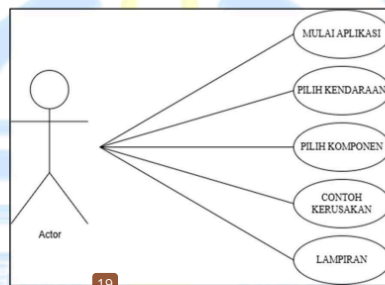 MULAI APLIKASI
PILIH KENDARAAN
PILIH KOMPONEN
CONTOH
KERUSAKAN
LAMPIRAN
Actor
19